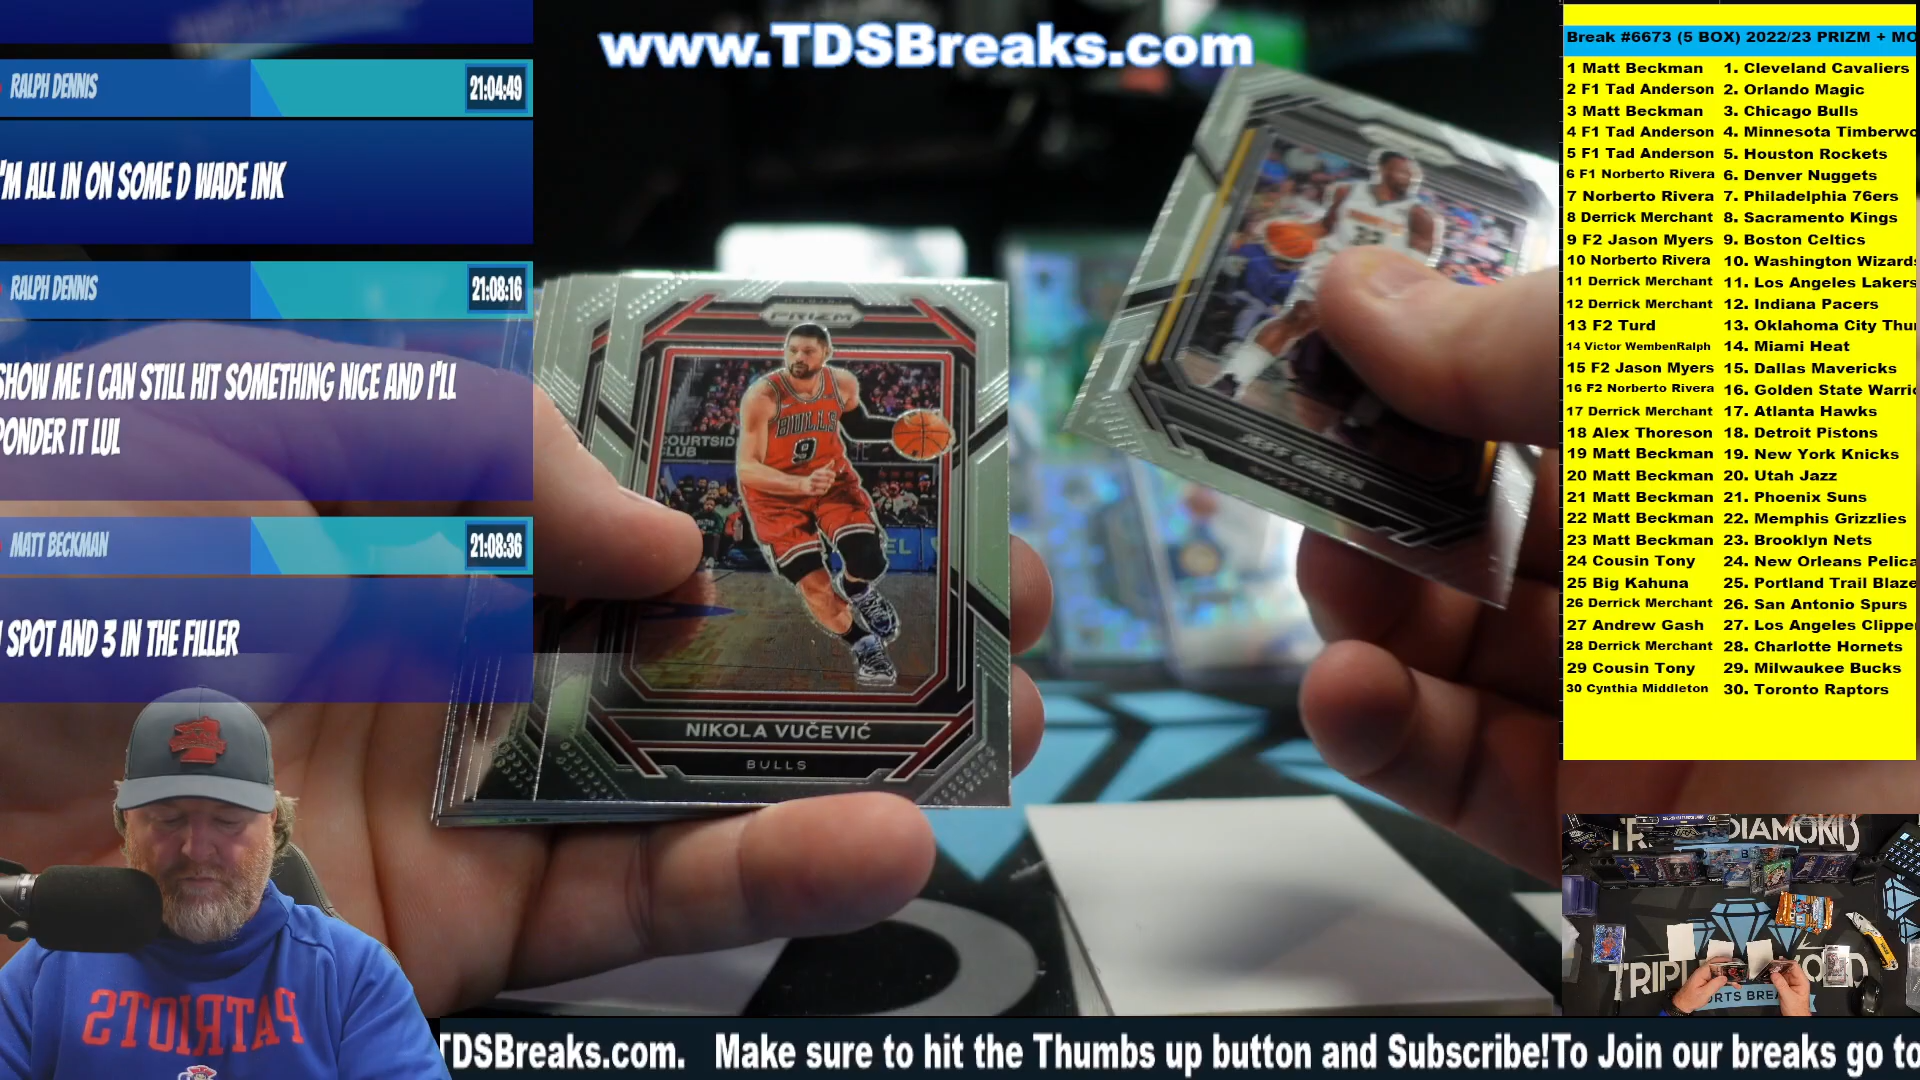 www.TDSBreaks.com
RALPH DENNIS
21:04:49
'M ALL IN ON SOME D WADE INK
RALPH DENNIS
21:08:16
SHOW ME I CAN STILL HIT SOMETHING NICE AND I'LL
PONDER IT LUL
MATT BECKMAN
21:08:36
SPOT AND 3 IN THE FILLER
PRIZM
COURTSIDE
CLUB
BULLS
9
NIKOLA VUČEVIĆ
BULLS
JEFF GREEN
NUGGETS
Break #6673 (5 BOX) 2022/23 PRIZM + MO
1 Matt Beckman 1. Cleveland Cavaliers
2 F1 Tad Anderson 2. Orlando Magic
3 Matt Beckman 3. Chicago Bulls
4 F1 Tad Anderson 4. Minnesota Timberwo
5 F1 Tad Anderson 5. Houston Rockets
6 F1 Norberto Rivera 6. Denver Nuggets
7 Norberto Rivera 7. Philadelphia 76ers
8 Derrick Merchant 8. Sacramento Kings
9 F2 Jason Myers 9. Boston Celtics
10 Norberto Rivera 10. Washington Wizards
11 Derrick Merchant 11. Los Angeles Lakers
12 Derrick Merchant 12. Indiana Pacers
13 F2 Turd 13. Oklahoma City Thu
14 Victor WembenRalph 14. Miami Heat
15 F2 Jason Myers 15. Dallas Mavericks
16 F2 Norberto Rivera 16. Golden State Warrio
17 Derrick Merchant 17. Atlanta Hawks
18 Alex Thoreson 18. Detroit Pistons
19 Matt Beckman 19. New York Knicks
20 Matt Beckman 20. Utah Jazz
21 Matt Beckman 21. Phoenix Suns
22 Matt Beckman 22. Memphis Grizzlies
23 Matt Beckman 23. Brooklyn Nets
24 Cousin Tony 24. New Orleans Pelica
25 Big Kahuna 25. Portland Trail Blaze
26 Derrick Merchant 26. San Antonio Spurs
27 Andrew Gash 27. Los Angeles Clipper
28 Derrick Merchant 28. Charlotte Hornets
29 Cousin Tony 29. Milwaukee Bucks
30 Cynthia Middleton 30. Toronto Raptors
PATRIOTS
DIAMOND
TDSBreaks.com. Make sure to hit the Thumbs up button and Subscribe!To Join our breaks go to